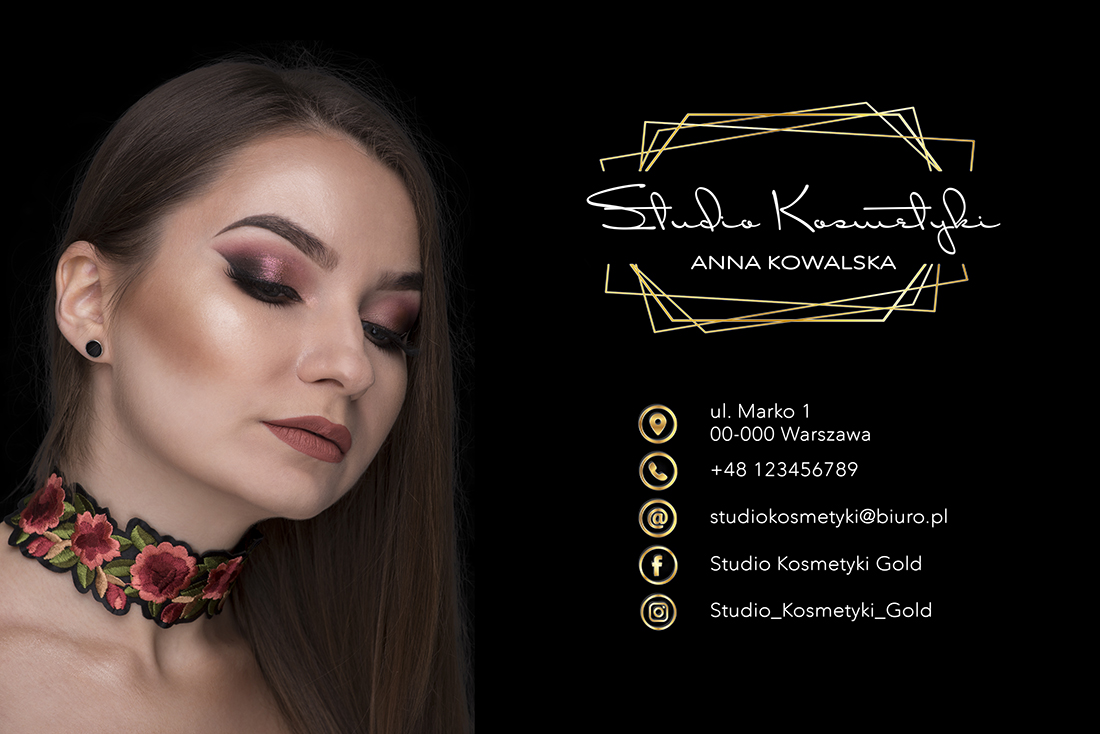 Studio Kosmetyki
ANNA KOWALSKA
ul. Marko 1
00-000 Warszawa
+48 123456789
studiokosmetyki@biuro.pl
Studio Kosmetyki Gold
Studio_Kosmetyki_Gold